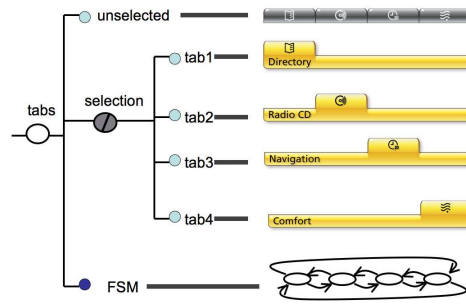 unselected
tab1
Directory
tabs
selection
tab2
Radio CD
tab3
Navigation
tab4
Comfort
FSM